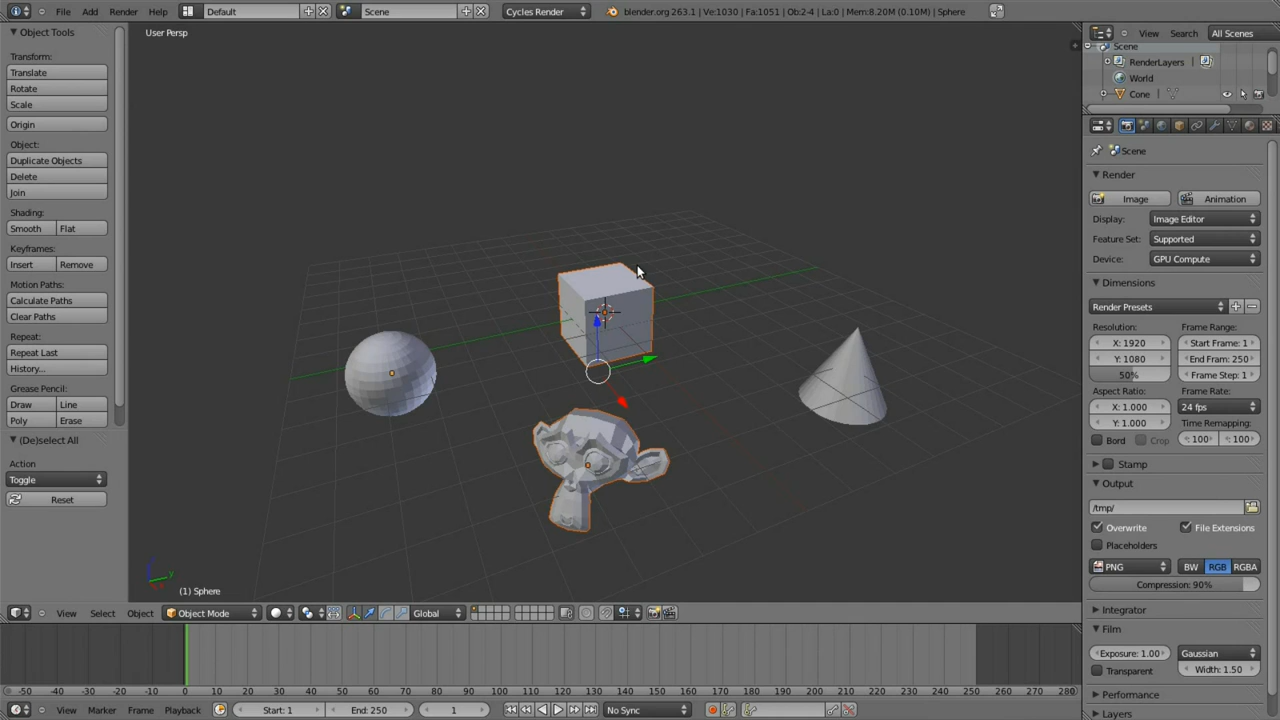 File Add Render Help Default Scene Cycles Render blender.org 263.1 | Ve:1030 | Fa:1051 | Ob:2-4 | La:0 | Mem:8.20M (0.10M) | Sphere
Object Tools
Transform:
Translate
Rotate
Scale
Origin
Object:
Duplicate Objects
Delete
Join
Shading:
Smooth Flat
Keyframes:
Insert Remove
Motion Paths:
Calculate Paths
Clear Paths
Repeat:
Repeat Last
History...
Grease Pencil:
Draw Line
Poly Erase
(De)select All
Action
Toggle
Reset
User Persp
y
(1) Sphere
View Select Object Object Mode Global
View Search All Scenes
Scene
RenderLayers |
World
Cone |
Scene
Render
Image Animation
Display: Image Editor
Feature Set: Supported
Device: GPU Compute
Dimensions
Render Presets
Resolution: Frame Range:
X: 1920 Start Frame: 1
Y: 1080 End Fram: 250
50% Frame Step: 1
Aspect Ratio: Frame Rate:
X: 1.000 24 fps
Y: 1.000 Time Remapping:
Bord Crop 100 100
Stamp
Output
/tmp/
Overwrite File Extensions
Placeholders
PNG BW RGB RGBA
Compression: 90%
Integrator
Film
Exposure: 1.00 Gaussian
Transparent Width: 1.50
Performance
Layers
-50 -40 -30 -20 -10 0 10 20 30 40 50 60 70 80 90 100 110 120 130 140 150 160 170 180 190 200 210 220 230 240 250 260 270 280
View Marker Frame Playback Start: 1 End: 250 1 No Sync